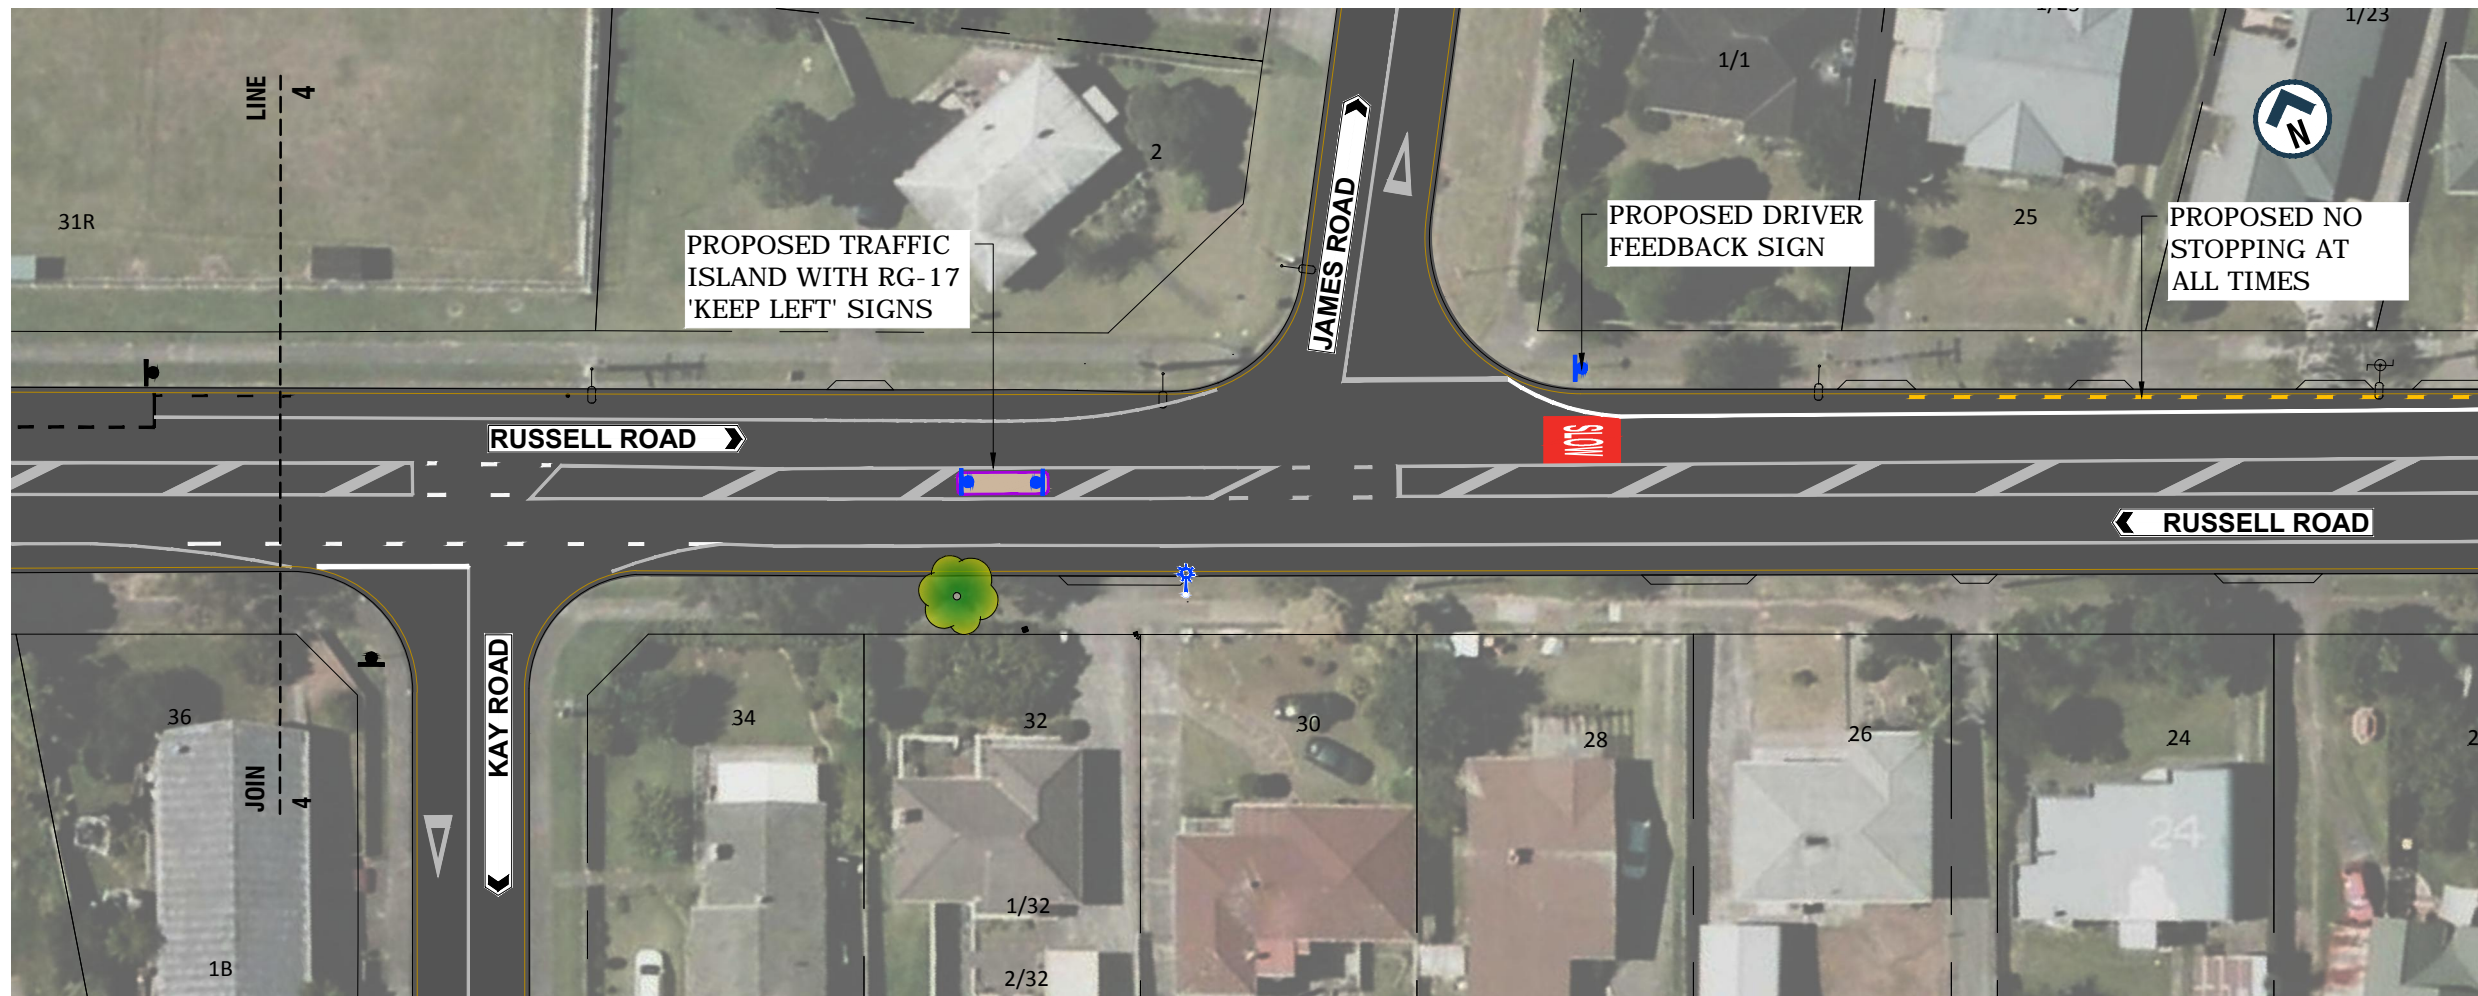 LINE
4
1/1
1/23
2
31R
25
PROPOSED TRAFFIC
ISLAND WITH RG-17
'KEEP LEFT' SIGNS
JAMES ROAD
PROPOSED DRIVER
FEEDBACK SIGN
PROPOSED NO
STOPPING AT
ALL TIMES
N
RUSSELL ROAD
SLOW
RUSSELL ROAD
KAY ROAD
36
34
32
30
28
26
24
JOIN
4
24
1/32
1B
2/32